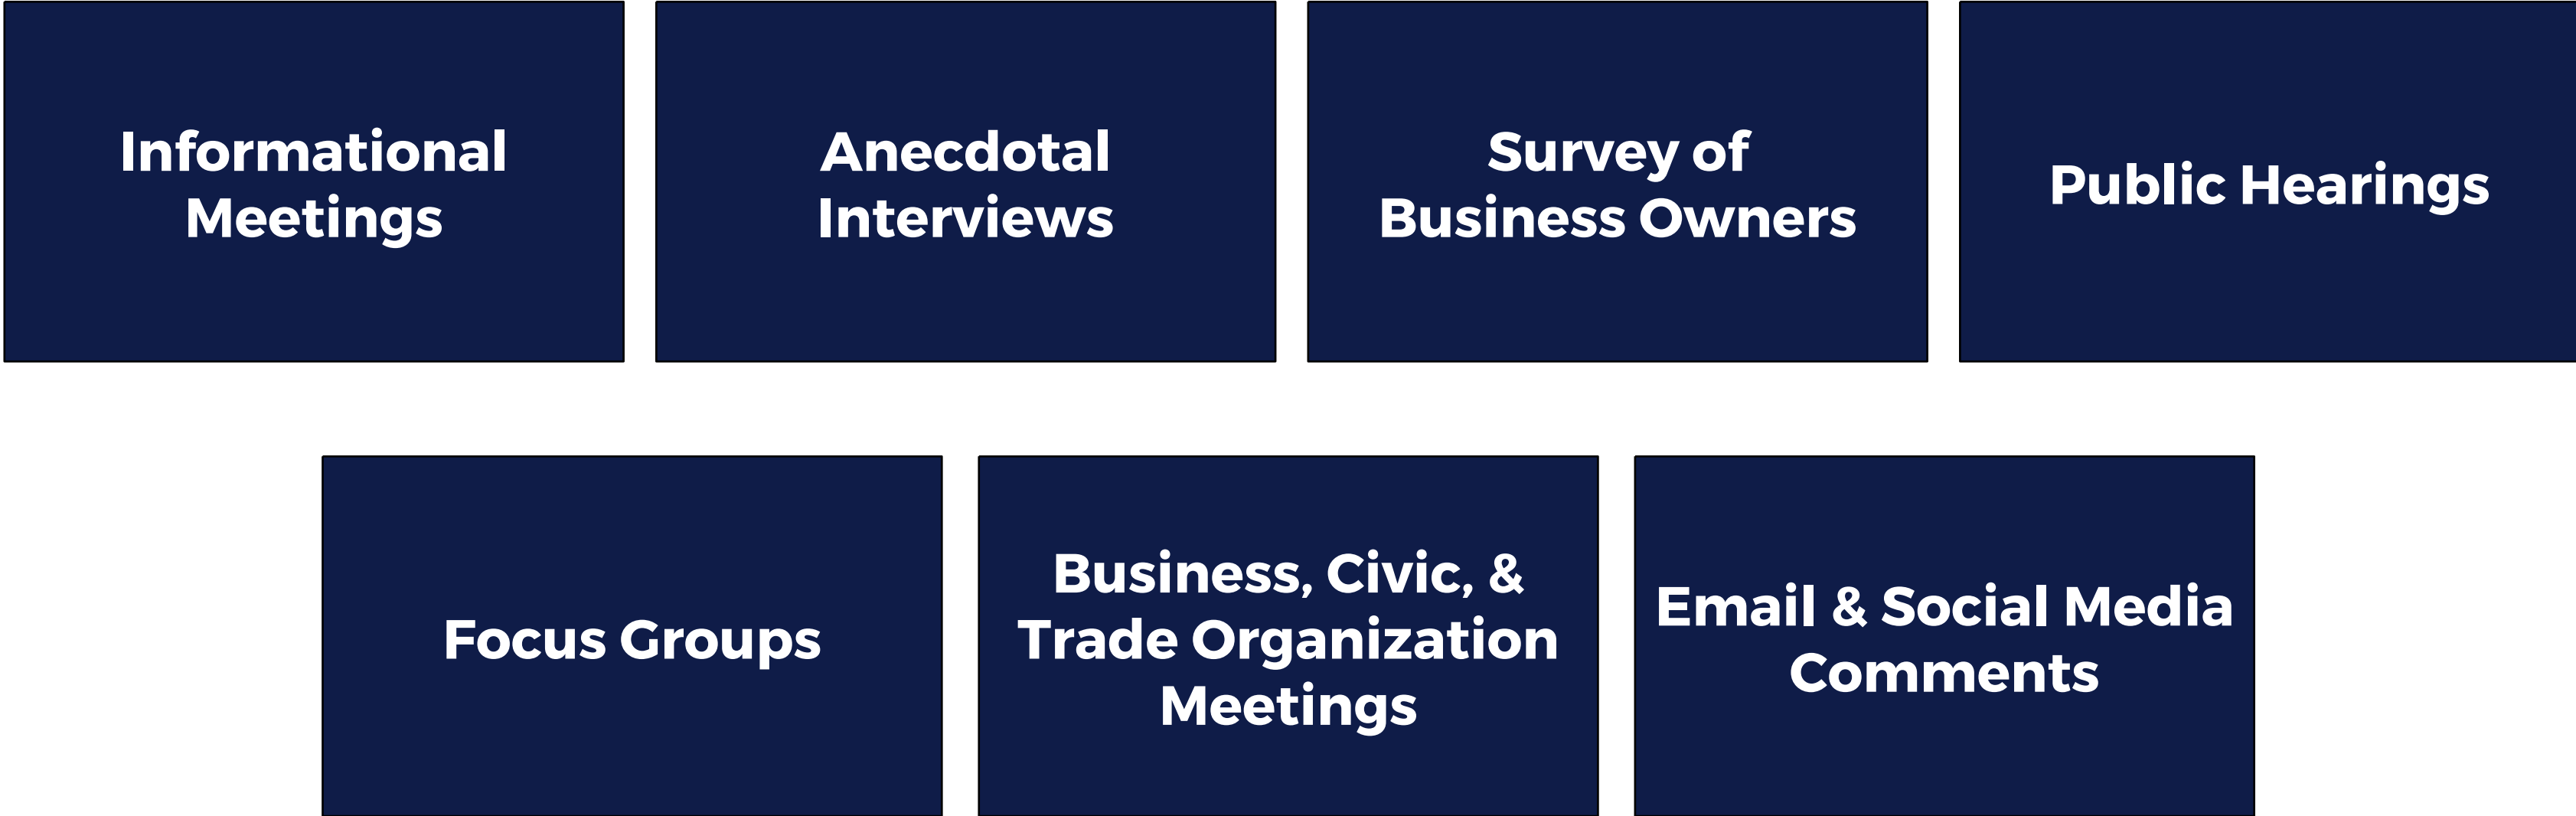 Informational
Meetings
Anecdotal
Interviews
Survey of
Business Owners
Public Hearings
Focus Groups
Business, Civic, &
Trade Organization
Meetings
Email & Social Media
Comments